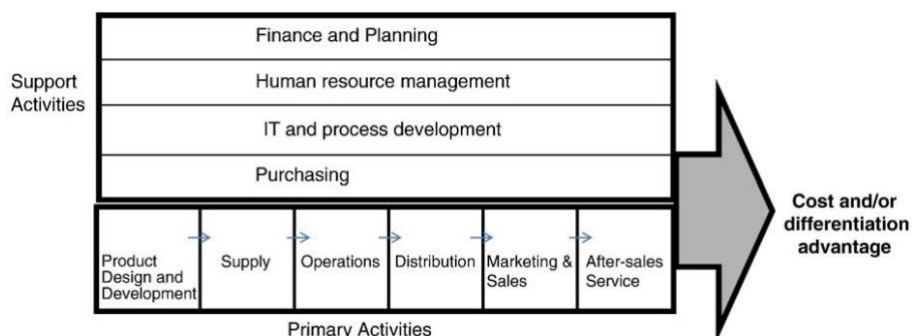 Finance and Planning
Human resource management
IT and process development
Purchasing
Support
Activities
Product
Design and
Development
Supply
Operations
Distribution
Marketing &
Sales
After-sales
Service
Primary Activities
Cost and/or
differentiation
advantage